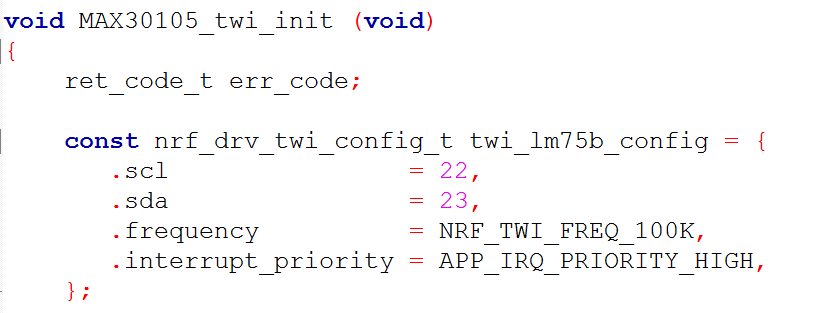 void MAX30105_twi_init (void)
{
    ret_code_t err_code;

    const nrf_drv_twi_config_t twi_lm75b_config = {
       .scl                = 22,
       .sda                = 23,
       .frequency          = NRF_TWI_FREQ_100K,
       .interrupt_priority = APP_IRQ_PRIORITY_HIGH,
    };